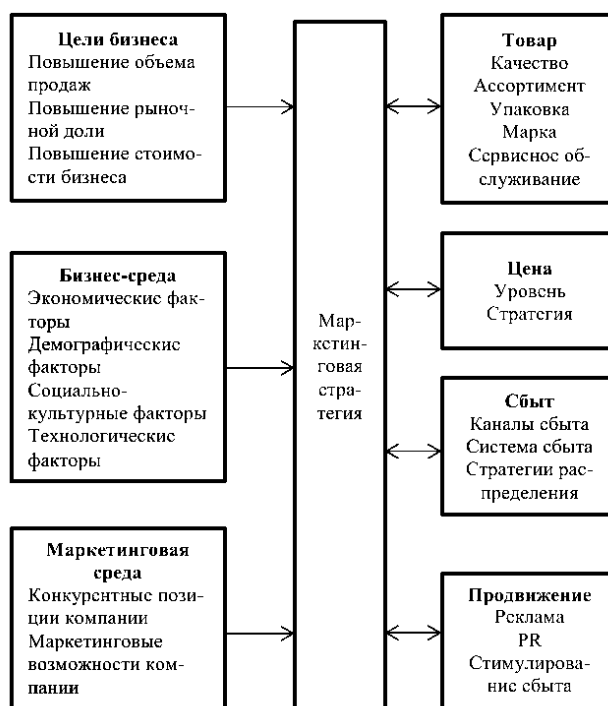 Цели бизнеса
Повышение объема
продаж
Повышение рыноч-
ной доли
Повышение стоимо-
сти бизнеса
Бизнес-среда
Экономические фак-
торы
Демографические
факторы
Социально-
культурные факторы
Технологические
факторы
Маркетинговая
среда
Конкурентные пози-
ции компании
Маркетинговые
возможности ком-
пании
Мар-
кетин-
говая
стра-
тегия
Товар
Качество
Ассортимент
Упаковка
Марка
Сервисное об-
служивание
Цена
Уровень
Стратегия
Сбыт
Каналы сбыта
Система сбыта
Стратегии рас-
пределения
Продвижение
Реклама
PR
Стимулирова-
ние сбыта